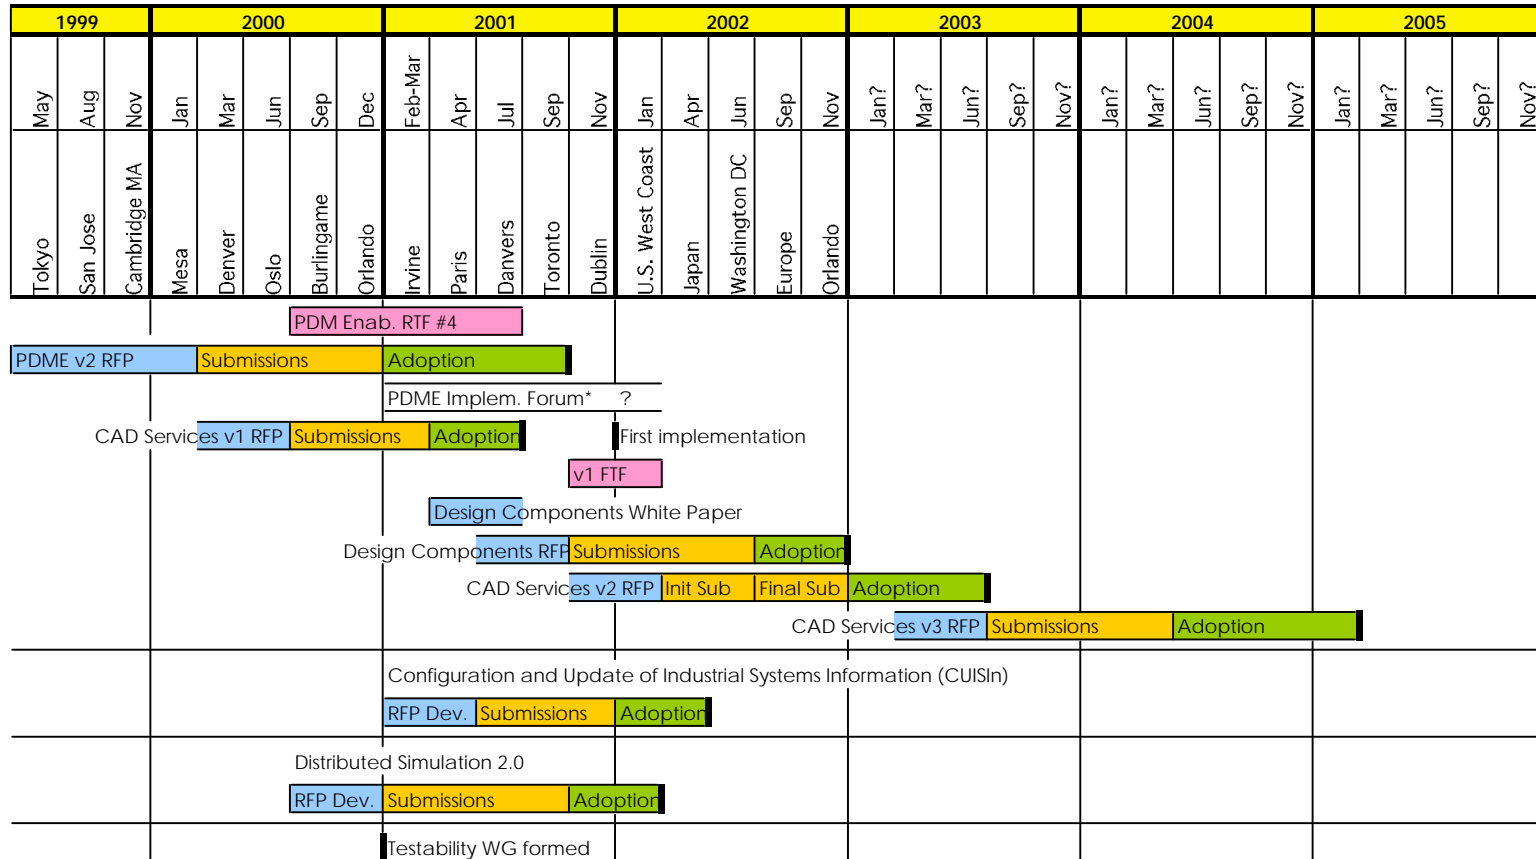 1999 2000 2001 2002 2003 2004 2005
May Aug Nov Jan Mar Jun Sep Dec Feb-Mar Apr Jul Sep Nov Jan Apr Jun Sep Nov Jan? Mar? Jun? Sep? Nov? Jan? Mar? Jun? Sep? Nov? Jan? Mar? Jun? Sep? Nov?
Tokyo San Jose Cambridge MA Mesa Denver Oslo Burlingame Orlando Irvine Paris Danvers Toronto Dublin U.S. West Coast Japan Washington DC Europe Orlando
PDM Enab. RTF #4
PDME v2 RFP Submissions Adoption
PDME Implem. Forum* ?
CAD Services v1 RFP Submissions Adoption First implementation
v1 FTF
Design Components White Paper
Design Components RFP Submissions Adoption
CAD Services v2 RFP Init Sub Final Sub Adoption
CAD Services v3 RFP Submissions Adoption
Configuration and Update of Industrial Systems Information (CUISIn)
RFP Dev. Submissions Adoption
Distributed Simulation 2.0
RFP Dev. Submissions Adoption
Testability WG formed